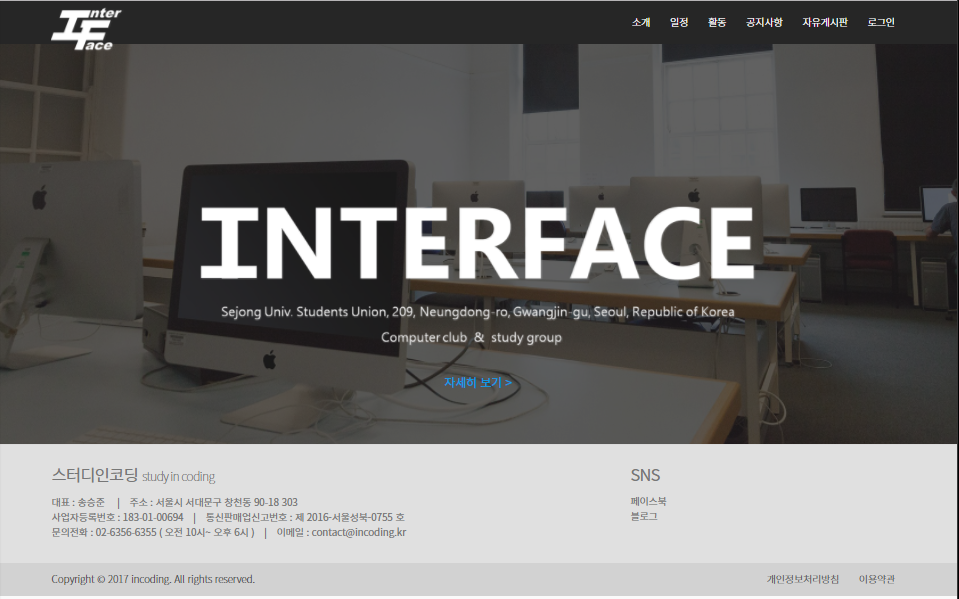 Inter
Face
소개 일정 활동 공지사항 자유게시판 로그인
INTERFACE
Sejong Univ. Students Union, 209, Neungdong-ro, Gwangjin-gu, Seoul, Republic of Korea
Computer club & study group
자세히 보기 >
스터디인코딩 study in coding
대표 : 송승준 | 주소 : 서울시 서대문구 창천동 90-18 303
사업자등록번호 : 183-01-00694 | 통신판매업신고번호 : 제 2016-서울성북-0755 호
문의전화 : 02-6356-6355 ( 오전 10시~ 오후 6시 ) | 이메일 : contact@incoding.kr
SNS
페이스북
블로그
Copyright © 2017 incoding. All rights reserved.
개인정보처리방침 이용약관